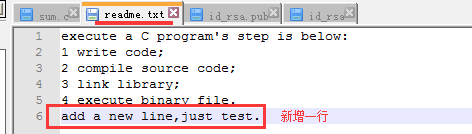 sum.c readme.txt id_rsa.pub id_rsa
1 execute a C program's step is below:
2 1 write code;
3 2 compile source code;
4 3 link library;
5 4 execute binary file.
6 add a new line,just test. 新增一行